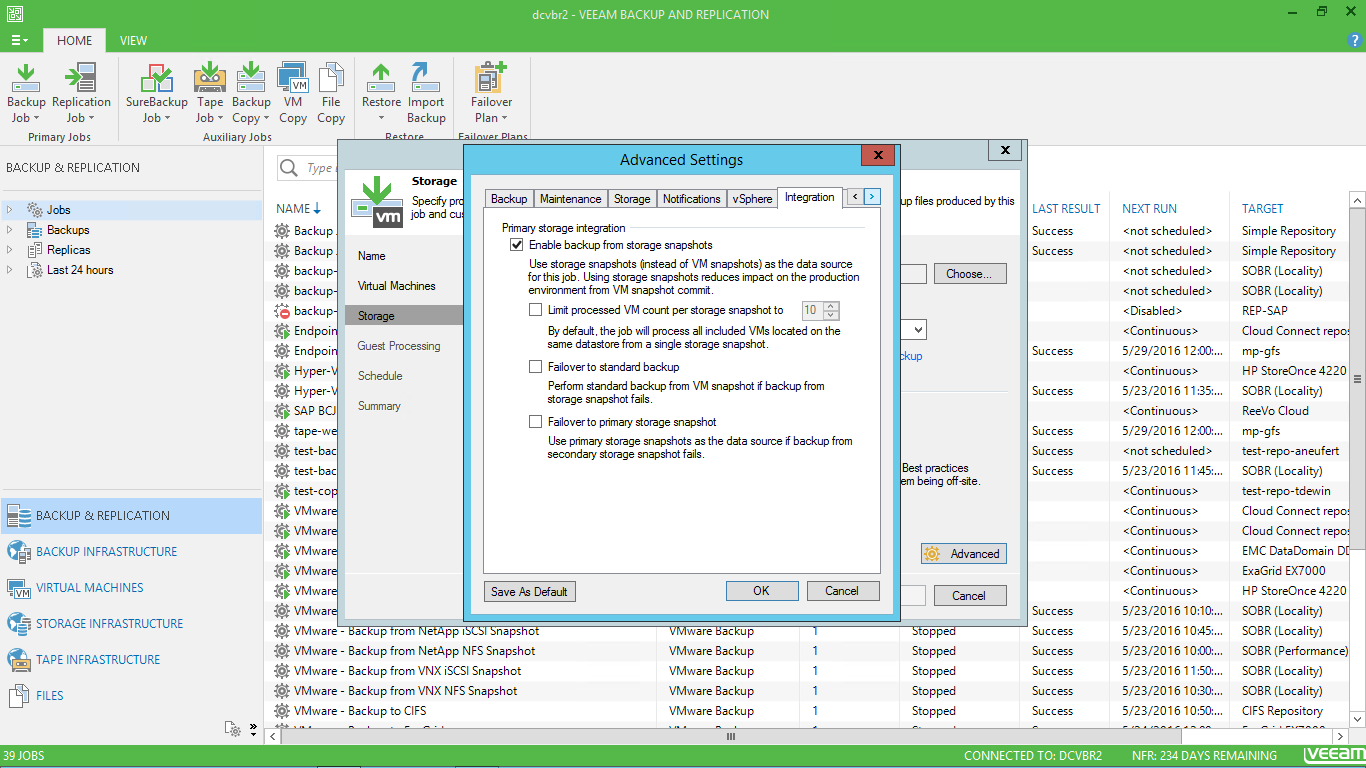 dcvbr2 - VEEAM BACKUP AND REPLICATION
HOME
VIEW
Backup Job
Replication Job
SureBackup Job
Tape Job
Backup Copy
VM Copy
File Copy
Restore
Import Backup
Failover Plan
Primary Jobs
Auxiliary Jobs
Restore
Failover Plans
BACKUP & REPLICATION
Jobs
Backups
Replicas
Last 24 hours
BACKUP & REPLICATION
BACKUP INFRASTRUCTURE
VIRTUAL MACHINES
STORAGE INFRASTRUCTURE
TAPE INFRASTRUCTURE
FILES
Type
vm
Storage
Specify pro
job and cus
up files produced by this
Name
Virtual Machines
Storage
Guest Processing
Schedule
Summary
Choose...
ckup
Best practices
em being off-site.
Advanced
Cancel
Advanced Settings
Backup
Maintenance
Storage
Notifications
vSphere
Integration
Primary storage integration
Enable backup from storage snapshots
Use storage snapshots (instead of VM snapshots) as the data source
for this job. Using storage snapshots reduces impact on the production
environment from VM snapshot commit.
Limit processed VM count per storage snapshot to 10
By default, the job will process all included VMs located on the
same datastore from a single storage snapshot.
Failover to standard backup
Perform standard backup from VM snapshot if backup from
storage snapshot fails.
Failover to primary storage snapshot
Use primary storage snapshots as the data source if backup from
secondary storage snapshot fails.
Save As Default
OK
Cancel
NAME LAST RESULT NEXT RUN TARGET
Backup Success <not scheduled> Simple Repository
Backup Success <not scheduled> Simple Repository
backup- <not scheduled> SOBR (Locality)
backup- Success <not scheduled> SOBR (Locality)
backup- <Disabled> REP-SAP
Endpoin <Continuous> Cloud Connect repos
Endpoin Success 5/29/2016 12:00:... mp-gfs
Hyper-V <Continuous> HP StoreOnce 4220
Hyper-V Success 5/23/2016 11:35:... SOBR (Locality)
SAP BCJ <Continuous> ReeVo Cloud
tape-we Success 5/29/2016 12:00:... mp-gfs
test-bac <not scheduled> test-repo-aneufert
test-bac Success 5/23/2016 11:45:... SOBR (Locality)
test-cop <Continuous> test-repo-tdewin
VMware <Continuous> Cloud Connect repos
VMware <Continuous> Cloud Connect repos
VMware <Continuous> EMC DataDomain DD
VMware <Continuous> ExaGrid EX7000
VMware <Continuous> HP StoreOnce 4220
VMware Success 5/23/2016 10:10:... SOBR (Locality)
VMware - Backup from NetApp iSCSI Snapshot VMware Backup 1 Stopped Success 5/23/2016 10:45:... SOBR (Locality)
VMware - Backup from NetApp NFS Snapshot VMware Backup 1 Stopped Success 5/23/2016 10:00:... SOBR (Performance)
VMware - Backup from VNX iSCSI Snapshot VMware Backup 1 Stopped Success 5/23/2016 11:50:... SOBR (Locality)
VMware - Backup from VNX NFS Snapshot VMware Backup 1 Stopped Success 5/23/2016 10:30:... SOBR (Locality)
VMware - Backup to CIFS VMware Backup 1 Stopped Success 5/23/2016 10:50:... CIFS Repository
39 JOBS
CONNECTED TO: DCVBR2
NFR: 234 DAYS REMAINING
veeam